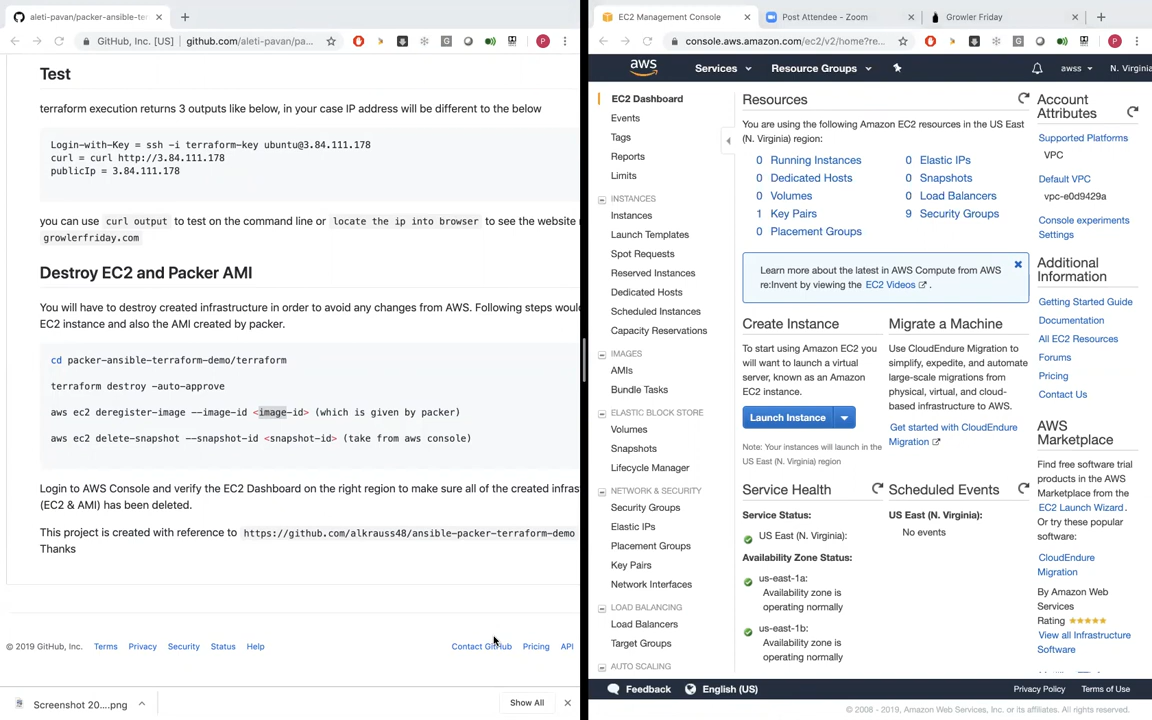 aleti-pavan/packer-ansible-ter
GitHub, Inc. [US]
github.com/aleti-pavan/pa...
P
Test
terraform execution returns 3 outputs like below, in your case IP address will be different to the below
Login-with-Key = ssh -i terraform-key ubuntu@3.84.111.178
curl = curl http://3.84.111.178
publicIp = 3.84.111.178
you can use curl output to test on the command line or locate the ip into browser to see the website
growlerfriday.com
Destroy EC2 and Packer AMI
You will have to destroy created infrastructure in order to avoid any changes from AWS. Following steps woul
EC2 instance and also the AMI created by packer.
cd packer-ansible-terraform-demo/terraform
terraform destroy -auto-approve
aws ec2 deregister-image --image-id <image-id> (which is given by packer)
aws ec2 delete-snapshot --snapshot-id <snapshot-id> (take from aws console)
Login to AWS Console and verify the EC2 Dashboard on the right region to make sure all of the created infras
(EC2 & AMI) has been deleted.
This project is created with reference to https://github.com/alkrauss48/ansible-packer-terraform-demo
Thanks
© 2019 GitHub, Inc.
Terms
Privacy
Security
Status
Help
Contact GitHub
Pricing
API
Screenshot 20....png
Show All
EC2 Management Console
Post Attendee - Zoom
Growler Friday
console.aws.amazon.com/ec2/v2/home?re...
P
aws
Services
Resource Groups
awss
N. Virginia
EC2 Dashboard
Events
Tags
Reports
Limits
INSTANCES
Instances
Launch Templates
Spot Requests
Reserved Instances
Dedicated Hosts
Scheduled Instances
Capacity Reservations
IMAGES
AMIs
Bundle Tasks
ELASTIC BLOCK STORE
Volumes
Snapshots
Lifecycle Manager
NETWORK & SECURITY
Security Groups
Elastic IPs
Placement Groups
Key Pairs
Network Interfaces
LOAD BALANCING
Load Balancers
Target Groups
AUTO SCALING
Resources
You are using the following Amazon EC2 resources in the US East
(N. Virginia) region:
0 Running Instances
0 Elastic IPs
0 Dedicated Hosts
0 Snapshots
0 Volumes
0 Load Balancers
1 Key Pairs
9 Security Groups
0 Placement Groups
Learn more about the latest in AWS Compute from AWS
re:Invent by viewing the EC2 Videos .
Create Instance
To start using Amazon EC2 you
will want to launch a virtual
server, known as an Amazon
EC2 instance.
Launch Instance
Note: Your instances will launch in the
US East (N. Virginia) region
Migrate a Machine
Use CloudEndure Migration to
simplify, expedite, and automate
large-scale migrations from
physical, virtual, and cloud-
based infrastructure to AWS.
Get started with CloudEndure
Migration
Service Health
Service Status:
US East (N. Virginia):
Availability Zone Status:
us-east-1a:
Availability zone is
operating normally
us-east-1b:
Availability zone is
operating normally
Scheduled Events
US East (N. Virginia):
No events
Account
Attributes
Supported Platforms
VPC
Default VPC
vpc-e0d9429a
Console experiments
Settings
Additional
Information
Getting Started Guide
Documentation
All EC2 Resources
Forums
Pricing
Contact Us
AWS
Marketplace
Find free software trial
products in the AWS
Marketplace from the
EC2 Launch Wizard.
Or try these popular
software:
CloudEndure
Migration
By Amazon Web
Services
Rating
View all Infrastructure
Software
Feedback
English (US)
Privacy Policy
Terms of Use
© 2008 - 2019, Amazon Web Services, Inc. or its affiliates. All rights reserved.